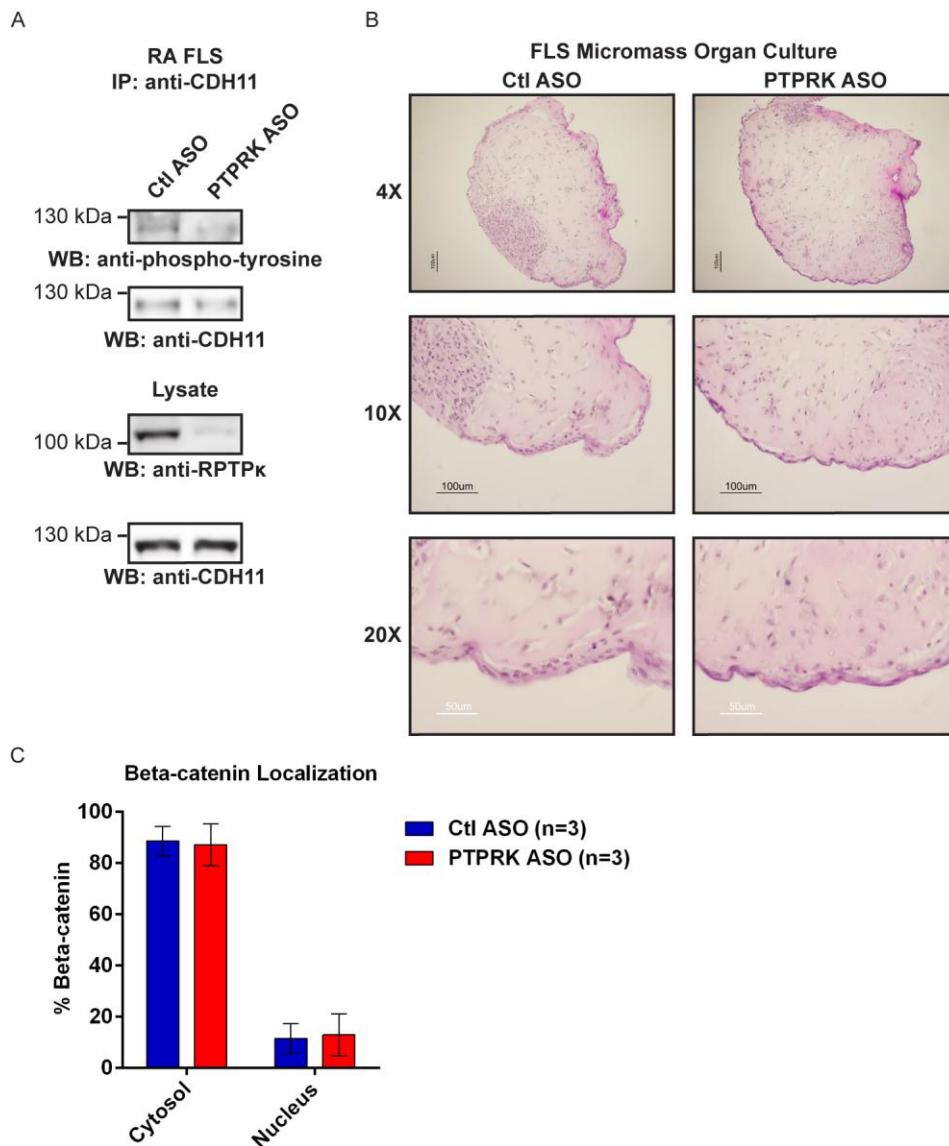 A
RA FLS
IP: anti-CDH11
Ctl ASO
PTPRK ASO
130 kDa
WB: anti-phospho-tyrosine
130 kDa
WB: anti-CDH11
Lysate
100 kDa
WB: anti-RPTPκ
130 kDa
WB: anti-CDH11
B
FLS Micromass Organ Culture
Ctl ASO PTPRK ASO
4X
100um 100um
10X
100um 100um
20X
50um 50um
C
Beta-catenin Localization
% Beta-catenin
100
80
60
40
20
0
Cytosol
Nucleus
Ctl ASO (n=3)
PTPRK ASO (n=3)